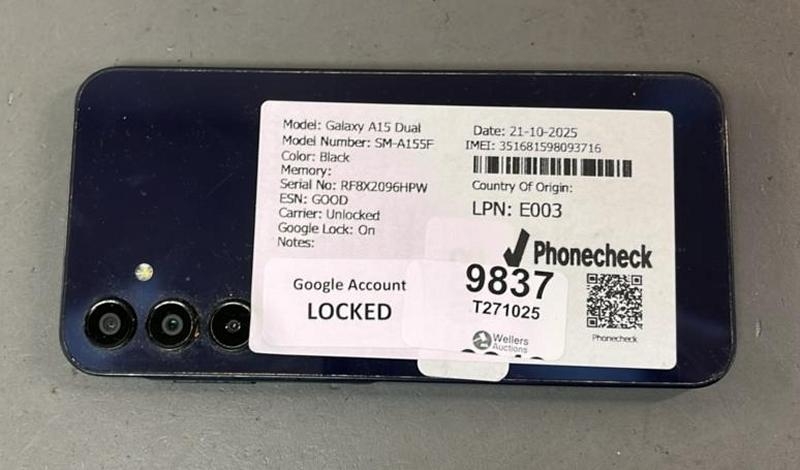 Model: Galaxy A15 Dual
Model Number: SM-A155F
Color: Black
Memory:
Serial No: RF8X2096HPW
ESN: GOOD
Carrier: Unlocked
Google Lock: On
Notes:
Date: 21-10-2025
IMEI: 351681598093716
Country Of Origin:
LPN: E003
Phonecheck
Google Account
LOCKED
9837
T271025
Wellers
Auctions
Phonecheck